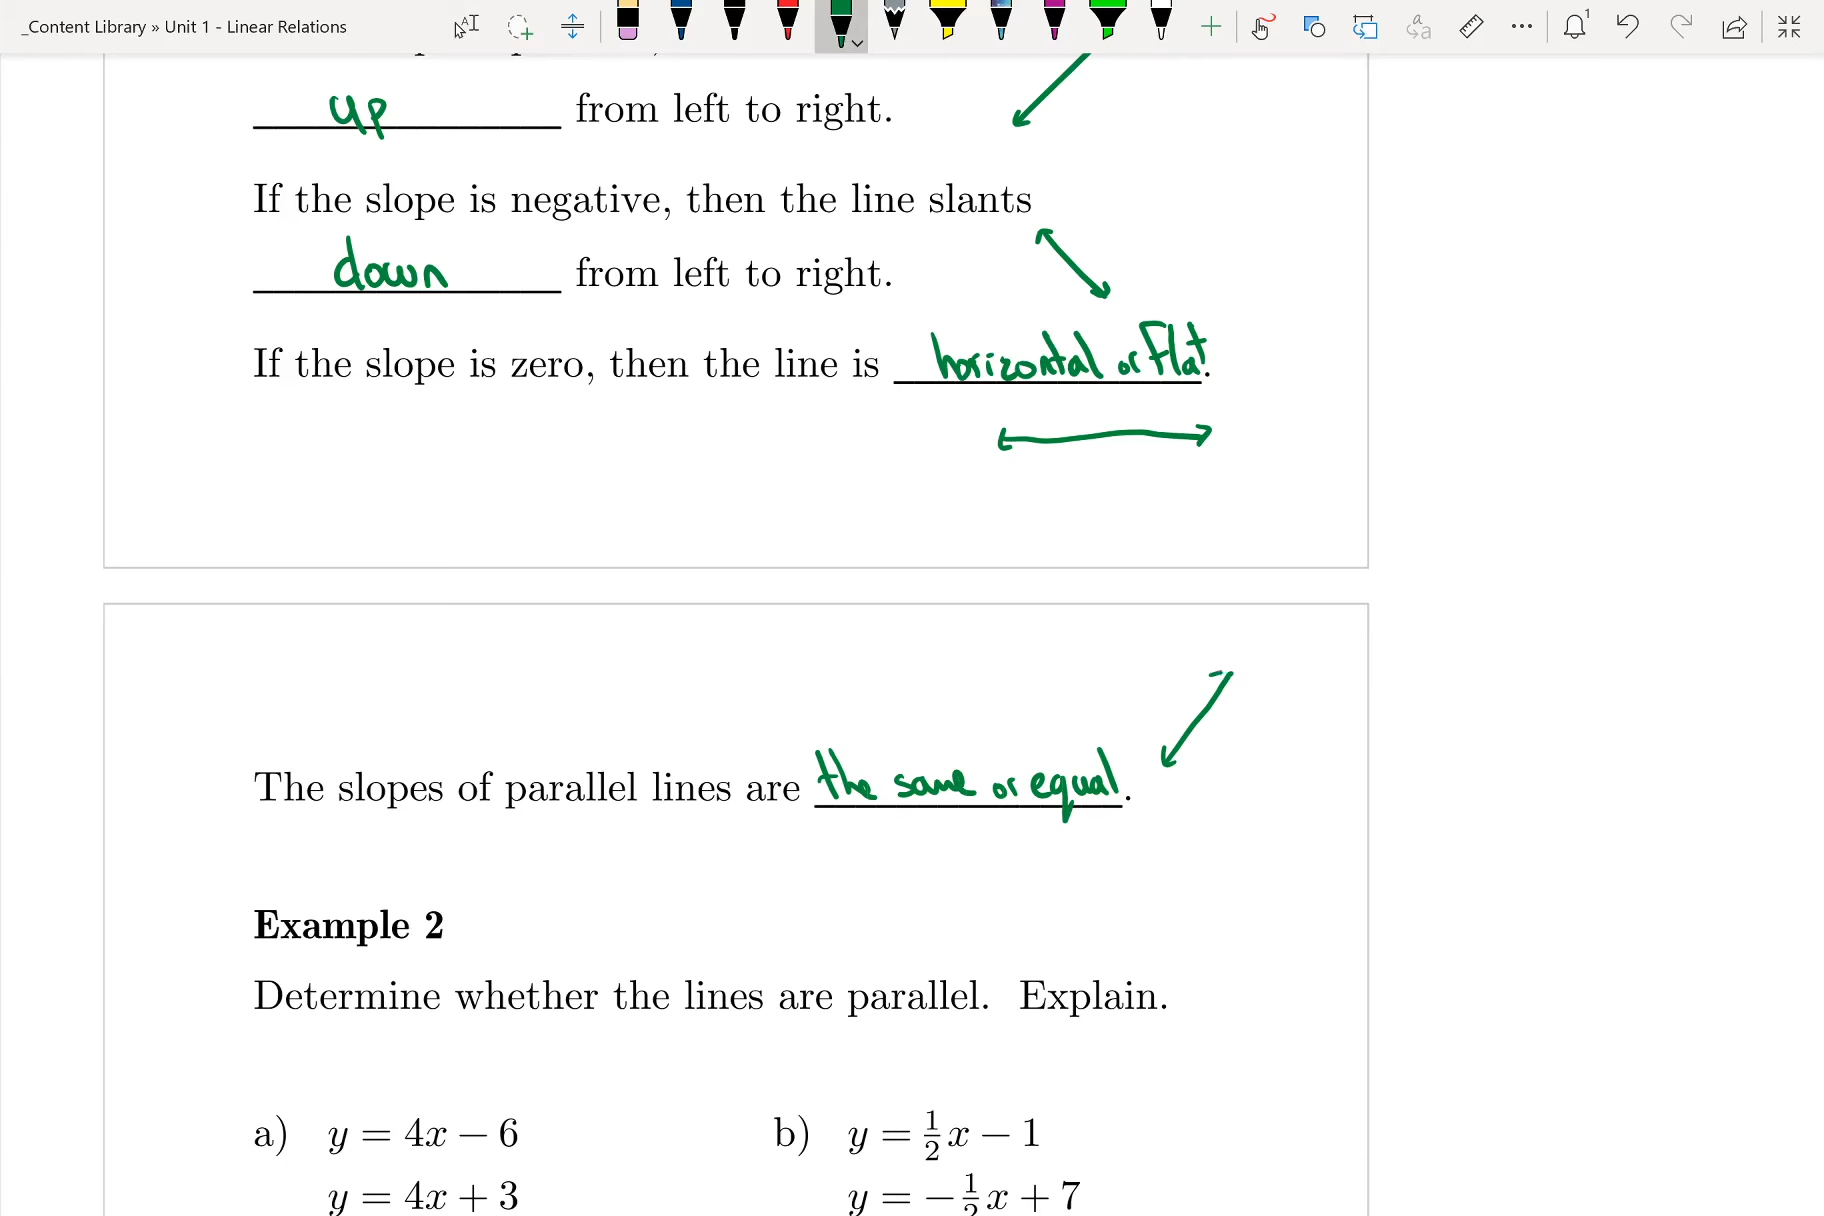 _Content Library » Unit 1 - Linear Relations
up from left to right.
If the slope is negative, then the line slants
down from left to right.
If the slope is zero, then the line is horizontal or flat.
The slopes of parallel lines are the same or equal.
Example 2
Determine whether the lines are parallel. Explain.
a) y = 4x − 6 b) y = 1/2 x − 1
y = 4x + 3 y = − 1/2 x + 7